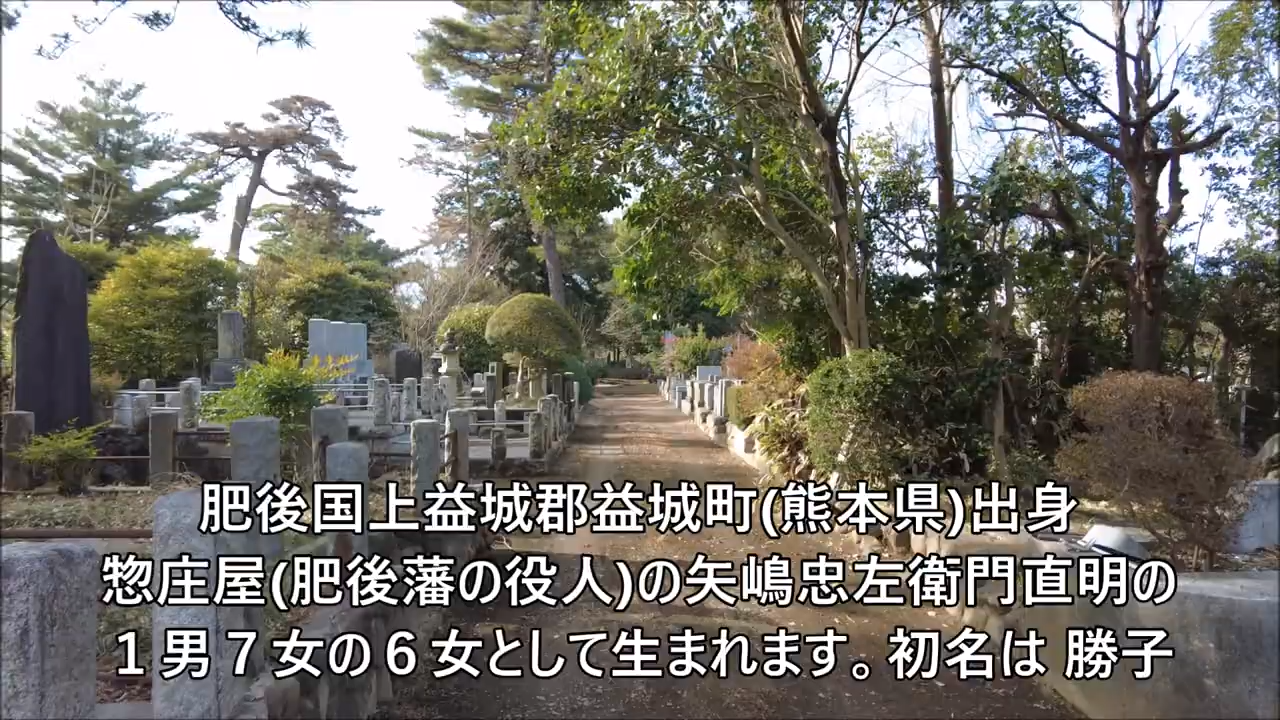 肥後国上益城郡益城町(熊本県)出身
惣庄屋(肥後藩の役人)の矢嶋忠左衛門直明の
１男７女の６女として生まれます。初名は 勝子